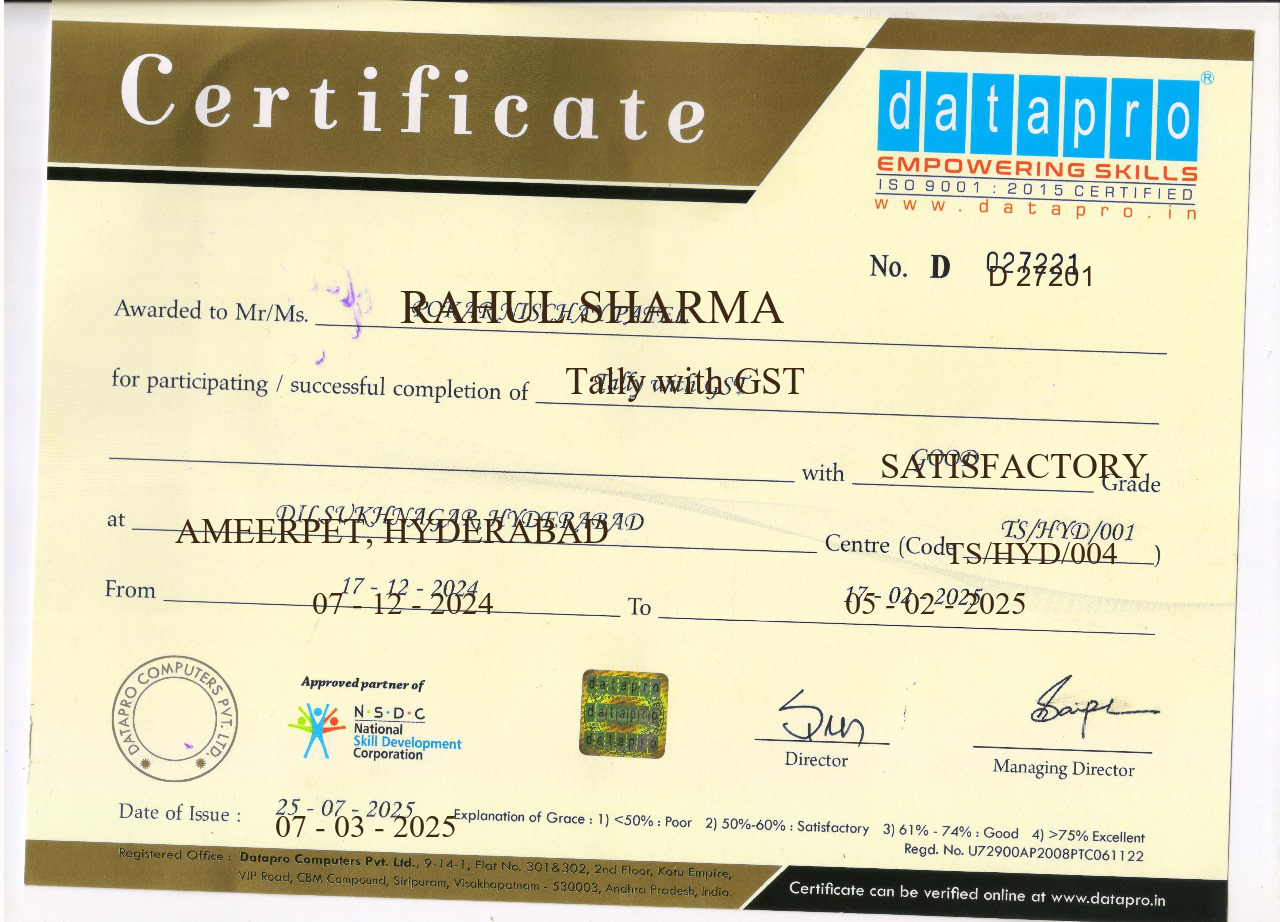 Certificate
datapro®
EMPOWERING SKILLS
ISO 9001 : 2015 CERTIFIED
www.datapro.in
No. D 027221
D 27201
Awarded to Mr/Ms. POKAR NISCHAY PATEL
RAHUL SHARMA
for participating / successful completion of Tally with GST
Tally with GST
with GOOD Grade
SATISFACTORY
at DILSUKHNAGAR, HYDERABAD Centre (Code TS/HYD/001 )
AMEERPET, HYDERABAD TS/HYD/004
From 17 - 12 - 2024 To 17 - 02 - 2025
07 - 12 - 2024 05 - 02 - 2025
DATAPRO COMPUTERS PVT. LTD.
Approved partner of
N·S·D·C
National
Skill Development
Corporation
datapro
datapro
datapro
Director
Managing Director
Date of Issue : 25 - 07 - 2025
07 - 03 - 2025
Explanation of Grace : 1) <50% : Poor 2) 50%-60% : Satisfactory 3) 61% - 74% : Good 4) >75% Excellent
Regd. No. U72900AP2008PTC061122
Registered Office : Datapro Computers Pvt. Ltd., 9-14-1, Flat No. 301&302, 2nd Floor, Kotu Empire,
VIP Road, CBM Compound, Siripuram, Visakhapatnam - 530003, Andhra Pradesh, India.
Certificate can be verified online at www.datapro.in